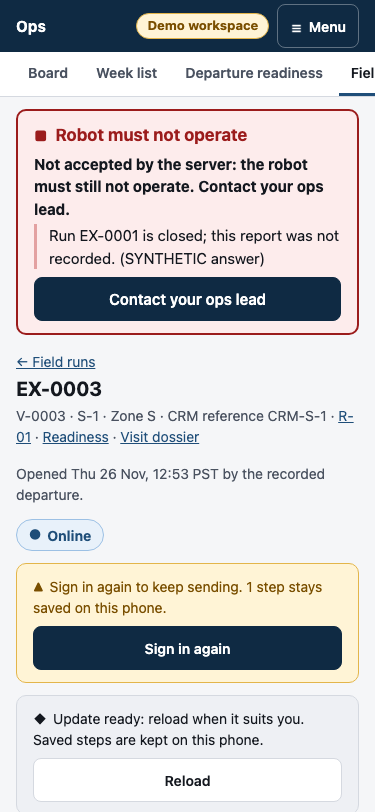 Ops
Demo workspace
≡ Menu
Board
Week list
Departure readiness
Fiel
Robot must not operate
Not accepted by the server: the robot
must still not operate. Contact your ops
lead.
Run EX-0001 is closed; this report was not
recorded. (SYNTHETIC answer)
Contact your ops lead
← Field runs
EX-0003
V-0003 · S-1 · Zone S · CRM reference CRM-S-1 · R-
01 · Readiness · Visit dossier
Opened Thu 26 Nov, 12:53 PST by the recorded
departure.
Online
Sign in again to keep sending. 1 step stays
saved on this phone.
Sign in again
Update ready: reload when it suits you.
Saved steps are kept on this phone.
Reload